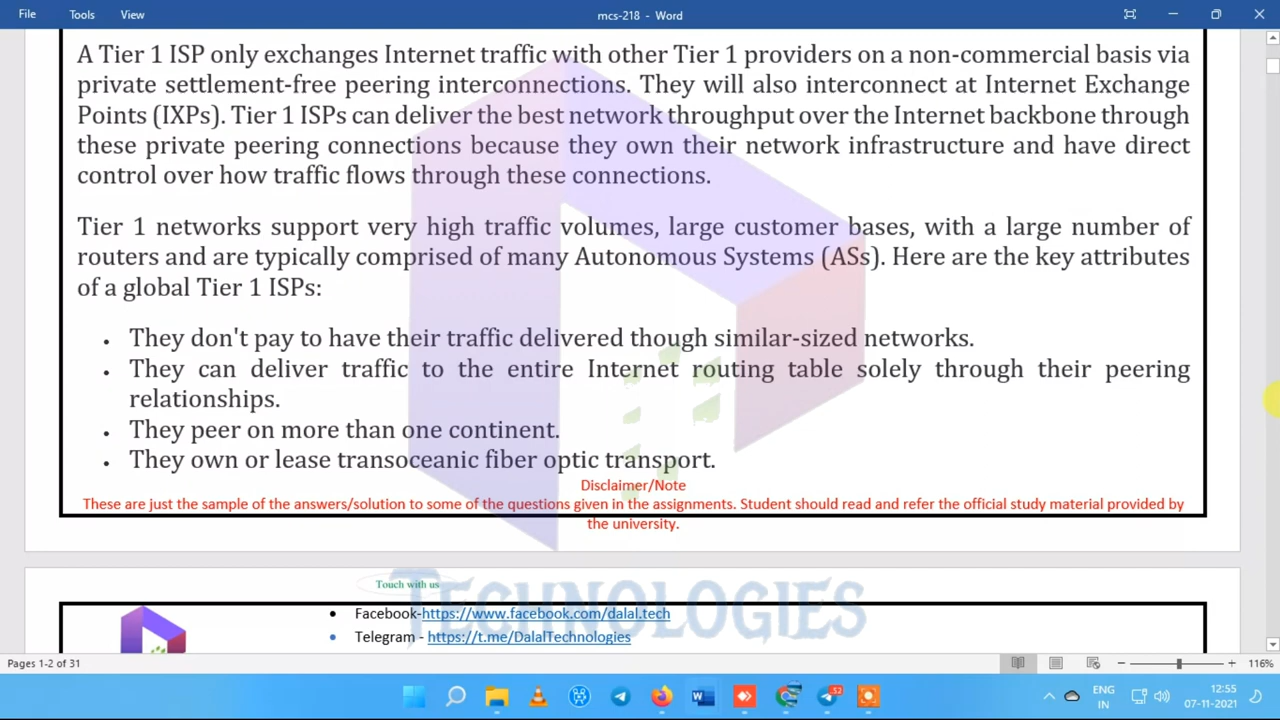 File Tools View mcs-218 - Word
A Tier 1 ISP only exchanges Internet traffic with other Tier 1 providers on a non-commercial basis via
private settlement-free peering interconnections. They will also interconnect at Internet Exchange
Points (IXPs). Tier 1 ISPs can deliver the best network throughput over the Internet backbone through
these private peering connections because they own their network infrastructure and have direct
control over how traffic flows through these connections.
Tier 1 networks support very high traffic volumes, large customer bases, with a large number of
routers and are typically comprised of many Autonomous Systems (ASs). Here are the key attributes
of a global Tier 1 ISPs:
• They don't pay to have their traffic delivered though similar-sized networks.
• They can deliver traffic to the entire Internet routing table solely through their peering
relationships.
• They peer on more than one continent.
• They own or lease transoceanic fiber optic transport.
Disclaimer/Note
These are just the sample of the answers/solution to some of the questions given in the assignments. Student should read and refer the official study material provided by
the university.
Touch with us
TECHNOLOGIES
• Facebook-https://www.facebook.com/dalal.tech
• Telegram - https://t.me/DalalTechnologies
Pages 1-2 of 31 116%
52
ENG 12:55
IN 07-11-2021